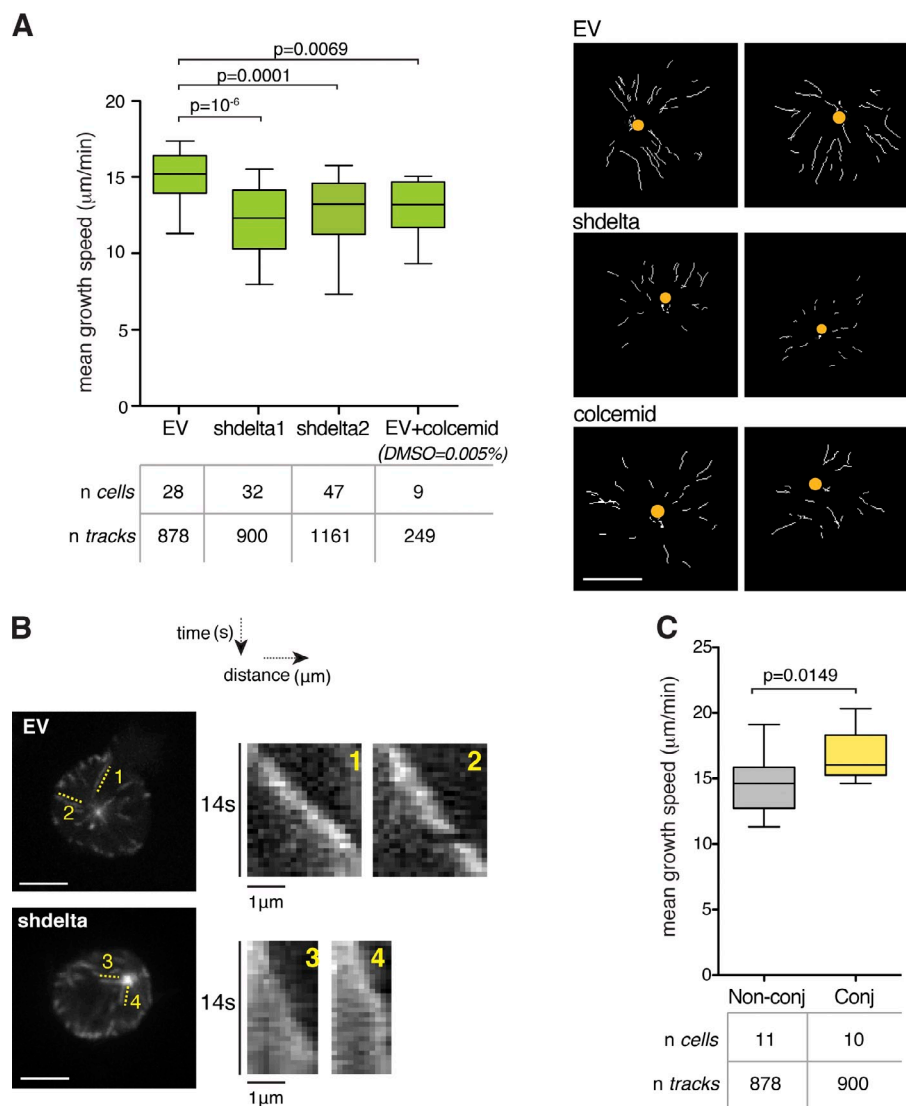 A
p=0.0069
p=0.0001
p=10-6
mean growth speed (μm/min)
20
15
10
5
0
EV shdelta1 shdelta2 EV+colcemid
(DMSO=0.005%)
n cells 28 32 47 9
n tracks 878 900 1161 249
EV
shdelta
colcemid
B
time (s)
distance (μm)
EV
1
2
14s
1 2
1μm
shdelta
3
4
14s
3 4
1μm
C
p=0.0149
mean growth speed (μm/min)
25
20
15
10
5
0
Non-conj Conj
n cells 11 10
n tracks 878 900